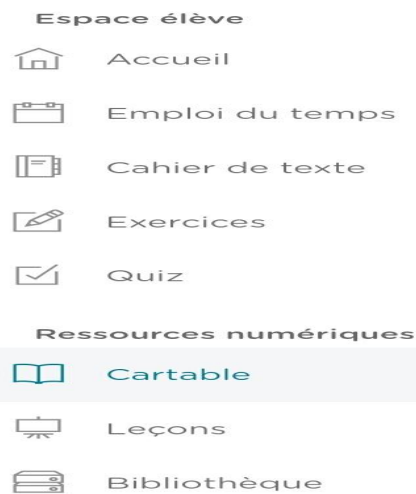 Espace élève
Accueil
Emploi du temps
Cahier de texte
Exercices
Quiz
Ressources numériques
Cartable
Leçons
Bibliothèque